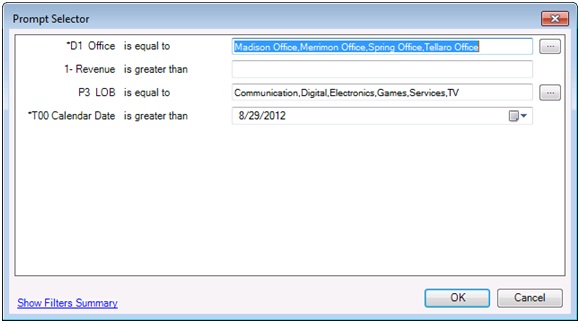 Prompt Selector
*D1 Office is equal to Madison Office,Merrimon Office,Spring Office,Tellaro Office ...
1- Revenue is greater than
P3 LOB is equal to Communication,Digital,Electronics,Games,Services,TV ...
*T00 Calendar Date is greater than 8/29/2012
Show Filters Summary OK Cancel